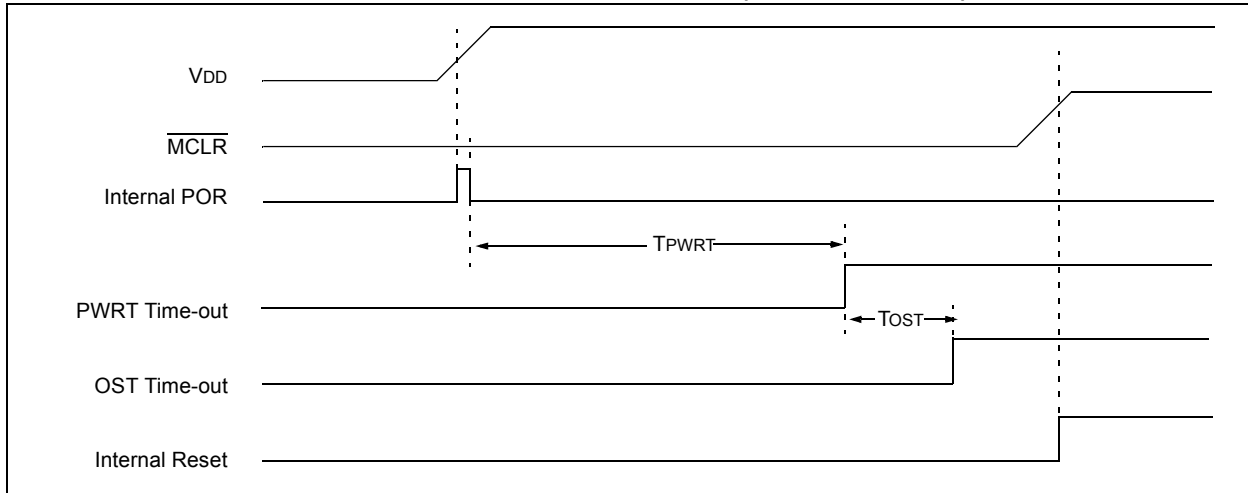 VDD
MCLR
Internal POR
TPWRT
PWRT Time-out
TOST
OST Time-out
Internal Reset